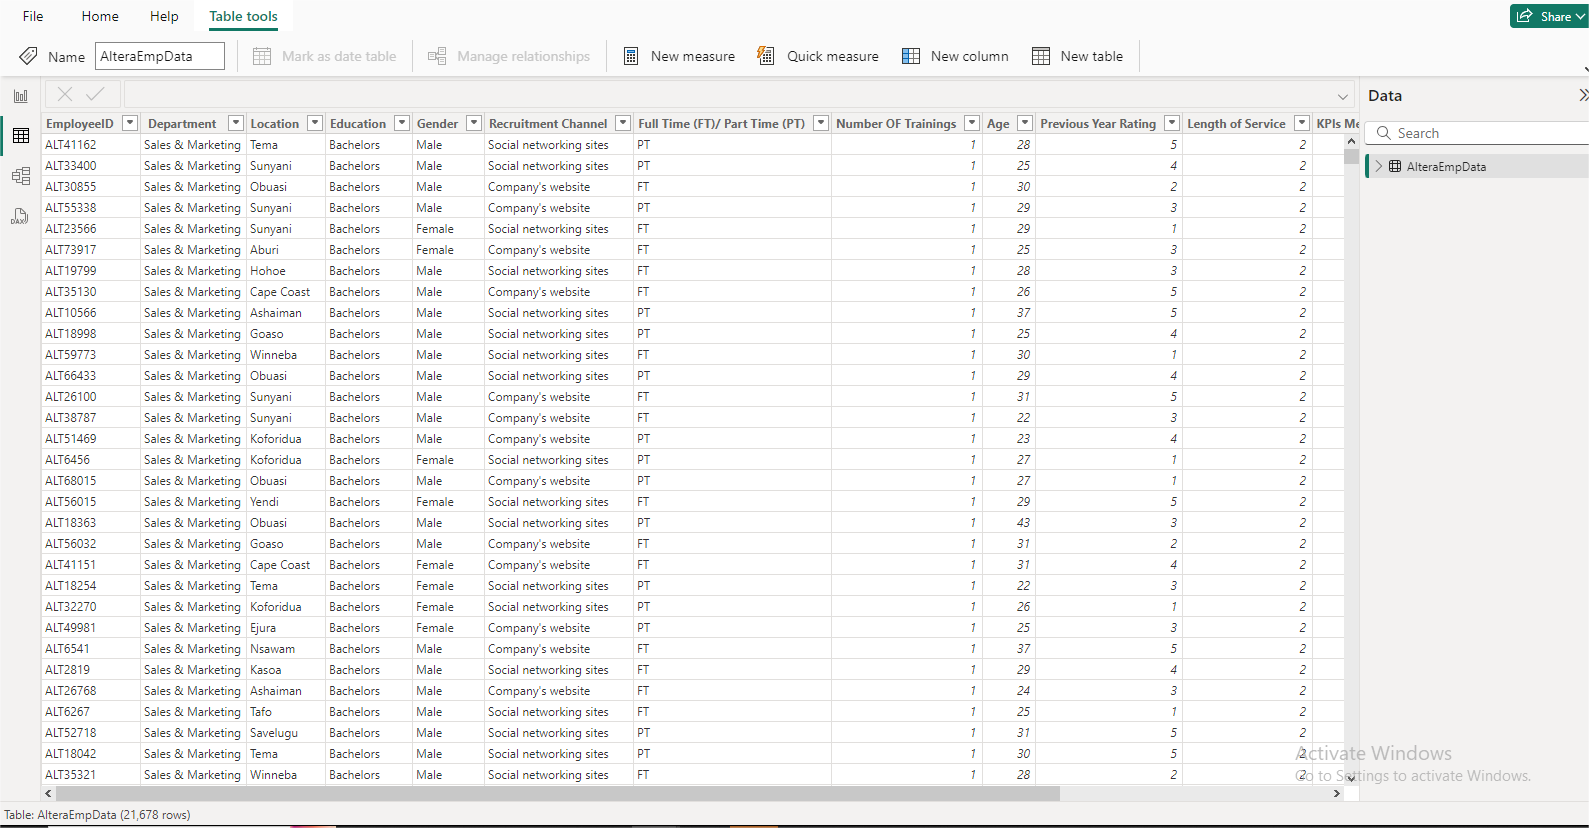 File Home Help Table tools Share
Name AlteraEmpData Mark as date table Manage relationships New measure Quick measure New column New table
Data
EmployeeID Department Location Education Gender Recruitment Channel Full Time (FT)/ Part Time (PT) Number OF Trainings Age Previous Year Rating Length of Service KPIs Me
Search
AlteraEmpData
ALT41162 Sales & Marketing Tema Bachelors Male Social networking sites PT 1 28 5 2
ALT33400 Sales & Marketing Sunyani Bachelors Male Social networking sites PT 1 25 4 2
ALT30855 Sales & Marketing Obuasi Bachelors Male Company's website FT 1 30 2 2
ALT55338 Sales & Marketing Sunyani Bachelors Male Company's website PT 1 29 3 2
ALT23566 Sales & Marketing Sunyani Bachelors Female Social networking sites FT 1 29 1 2
ALT73917 Sales & Marketing Aburi Bachelors Female Company's website FT 1 25 3 2
ALT19799 Sales & Marketing Hohoe Bachelors Male Social networking sites FT 1 28 3 2
ALT35130 Sales & Marketing Cape Coast Bachelors Male Company's website FT 1 26 5 2
ALT10566 Sales & Marketing Ashaiman Bachelors Male Social networking sites PT 1 37 5 2
ALT18998 Sales & Marketing Goaso Bachelors Male Social networking sites PT 1 25 4 2
ALT59773 Sales & Marketing Winneba Bachelors Male Social networking sites FT 1 30 1 2
ALT66433 Sales & Marketing Obuasi Bachelors Male Social networking sites PT 1 29 4 2
ALT26100 Sales & Marketing Sunyani Bachelors Male Company's website FT 1 31 5 2
ALT38787 Sales & Marketing Sunyani Bachelors Male Company's website FT 1 22 3 2
ALT51469 Sales & Marketing Koforidua Bachelors Male Company's website PT 1 23 4 2
ALT6456 Sales & Marketing Koforidua Bachelors Female Social networking sites PT 1 27 1 2
ALT68015 Sales & Marketing Obuasi Bachelors Male Company's website PT 1 27 1 2
ALT56015 Sales & Marketing Yendi Bachelors Female Social networking sites FT 1 29 5 2
ALT18363 Sales & Marketing Obuasi Bachelors Male Social networking sites PT 1 43 3 2
ALT56032 Sales & Marketing Goaso Bachelors Male Company's website FT 1 31 2 2
ALT41151 Sales & Marketing Cape Coast Bachelors Female Company's website FT 1 31 4 2
ALT18254 Sales & Marketing Tema Bachelors Female Social networking sites PT 1 22 3 2
ALT32270 Sales & Marketing Koforidua Bachelors Female Social networking sites PT 1 26 1 2
ALT49981 Sales & Marketing Ejura Bachelors Female Company's website PT 1 25 3 2
ALT6541 Sales & Marketing Nsawam Bachelors Male Company's website FT 1 37 5 2
ALT2819 Sales & Marketing Kasoa Bachelors Male Social networking sites FT 1 29 4 2
ALT26768 Sales & Marketing Ashaiman Bachelors Male Company's website FT 1 24 3 2
ALT6267 Sales & Marketing Tafo Bachelors Male Social networking sites FT 1 25 1 2
ALT52718 Sales & Marketing Savelugu Bachelors Male Social networking sites PT 1 31 5 2
ALT18042 Sales & Marketing Tema Bachelors Male Social networking sites PT 1 30 5 2
ALT35321 Sales & Marketing Winneba Bachelors Male Social networking sites FT 1 28 2 2
Activate Windows
Go to Settings to activate Windows.
Table: AlteraEmpData (21,678 rows)